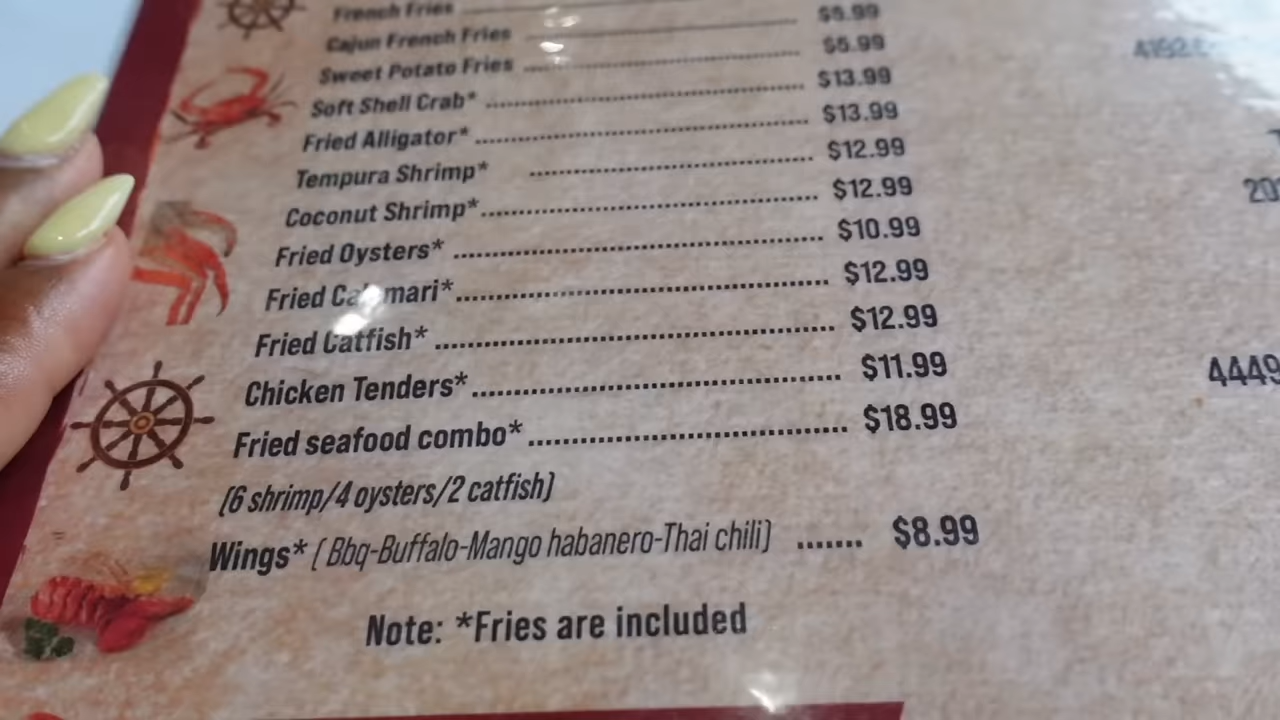 French Fries
Cajun French Fries $5.99
Sweet Potato Fries ........ $5.99
Soft Shell Crab* ........ $13.99
Fried Alligator* ........ $13.99
Tempura Shrimp* ........ $12.99
Coconut Shrimp* ........ $12.99
Fried Oysters* ........ $10.99
Fried Calamari* ........ $12.99
Fried Catfish* ........ $12.99
Chicken Tenders* ........ $11.99
4449
Fried seafood combo* ........ $18.99
(6 shrimp/4 oysters/2 catfish)
Wings* ( Bbq-Buffalo-Mango habanero-Thai chili) ....... $8.99
Note: *Fries are included